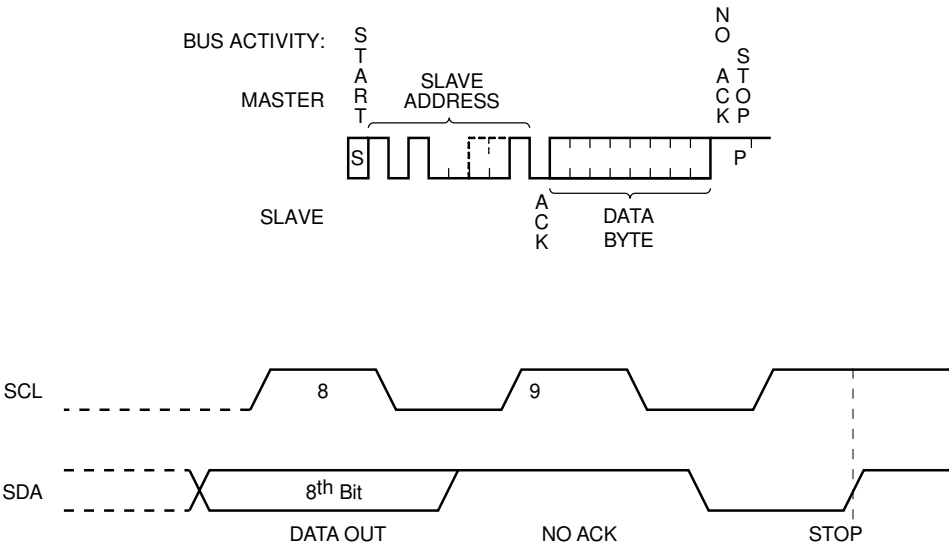 BUS ACTIVITY:
MASTER
START
SLAVE
ADDRESS
NO ACK
STOP
S
P
SLAVE
ACK
DATA
BYTE
SCL
8
9
SDA
8th Bit
DATA OUT
NO ACK
STOP